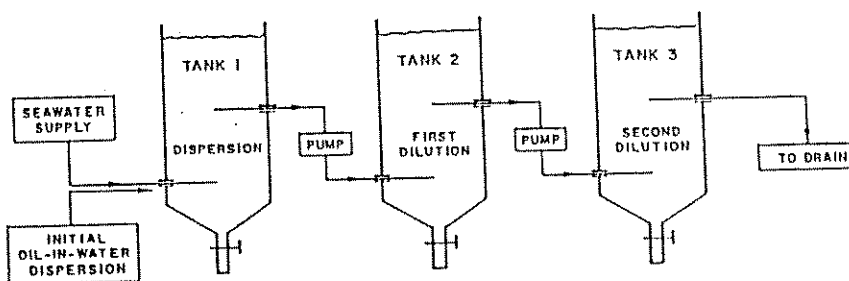 TANK 1
TANK 2
TANK 3
SEAWATER
SUPPLY
DISPERSION
PUMP
FIRST
DILUTION
PUMP
SECOND
DILUTION
TO DRAIN
INITIAL
OIL-IN-WATER
DISPERSION